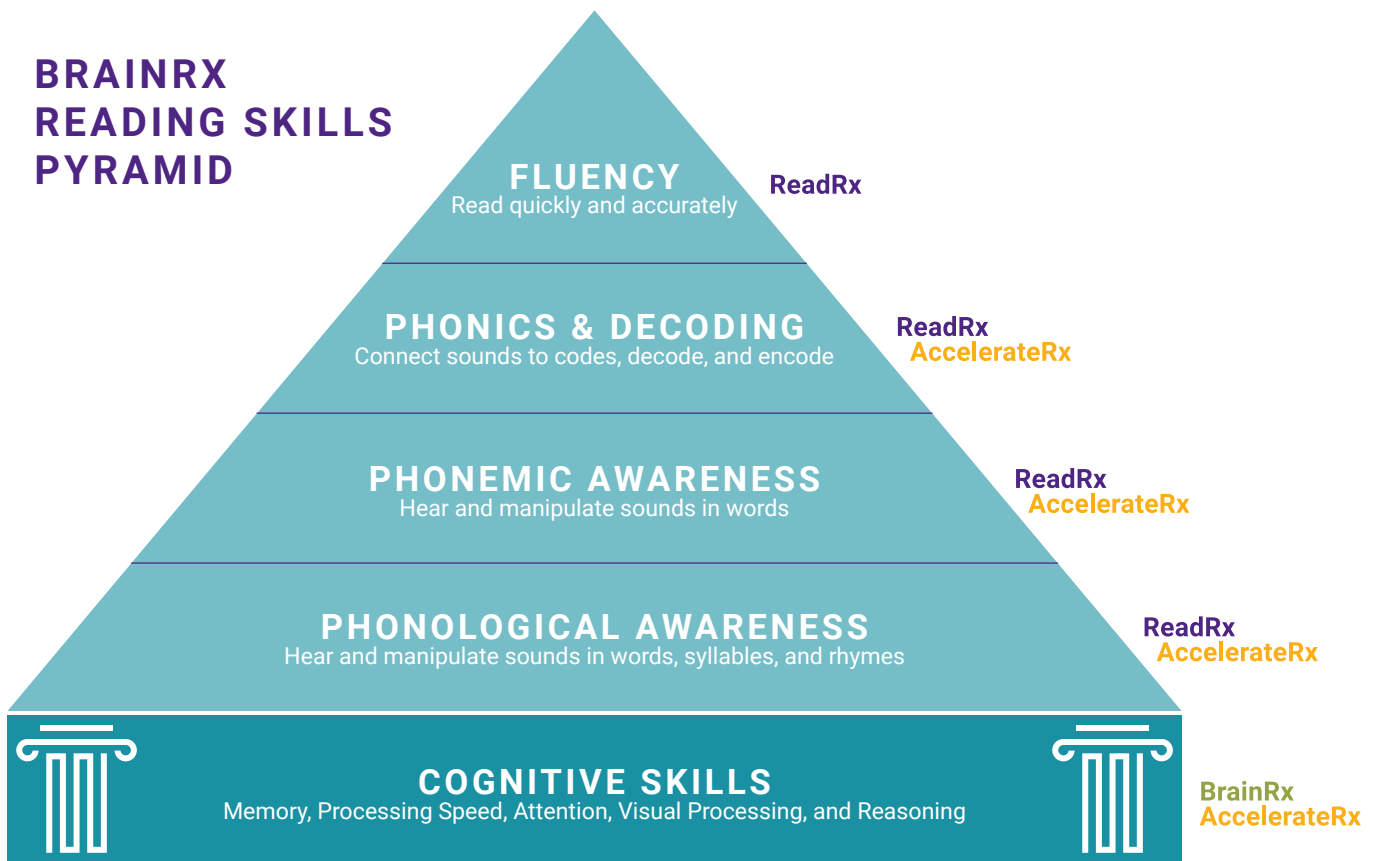 BRAINRX
READING SKILLS
PYRAMID
FLUENCY
Read quickly and accurately
ReadRx
PHONICS & DECODING
Connect sounds to codes, decode, and encode
ReadRx
AccelerateRx
PHONEMIC AWARENESS
Hear and manipulate sounds in words
ReadRx
AccelerateRx
PHONOLOGICAL AWARENESS
Hear and manipulate sounds in words, syllables, and rhymes
ReadRx
AccelerateRx
COGNITIVE SKILLS
Memory, Processing Speed, Attention, Visual Processing, and Reasoning
BrainRx
AccelerateRx